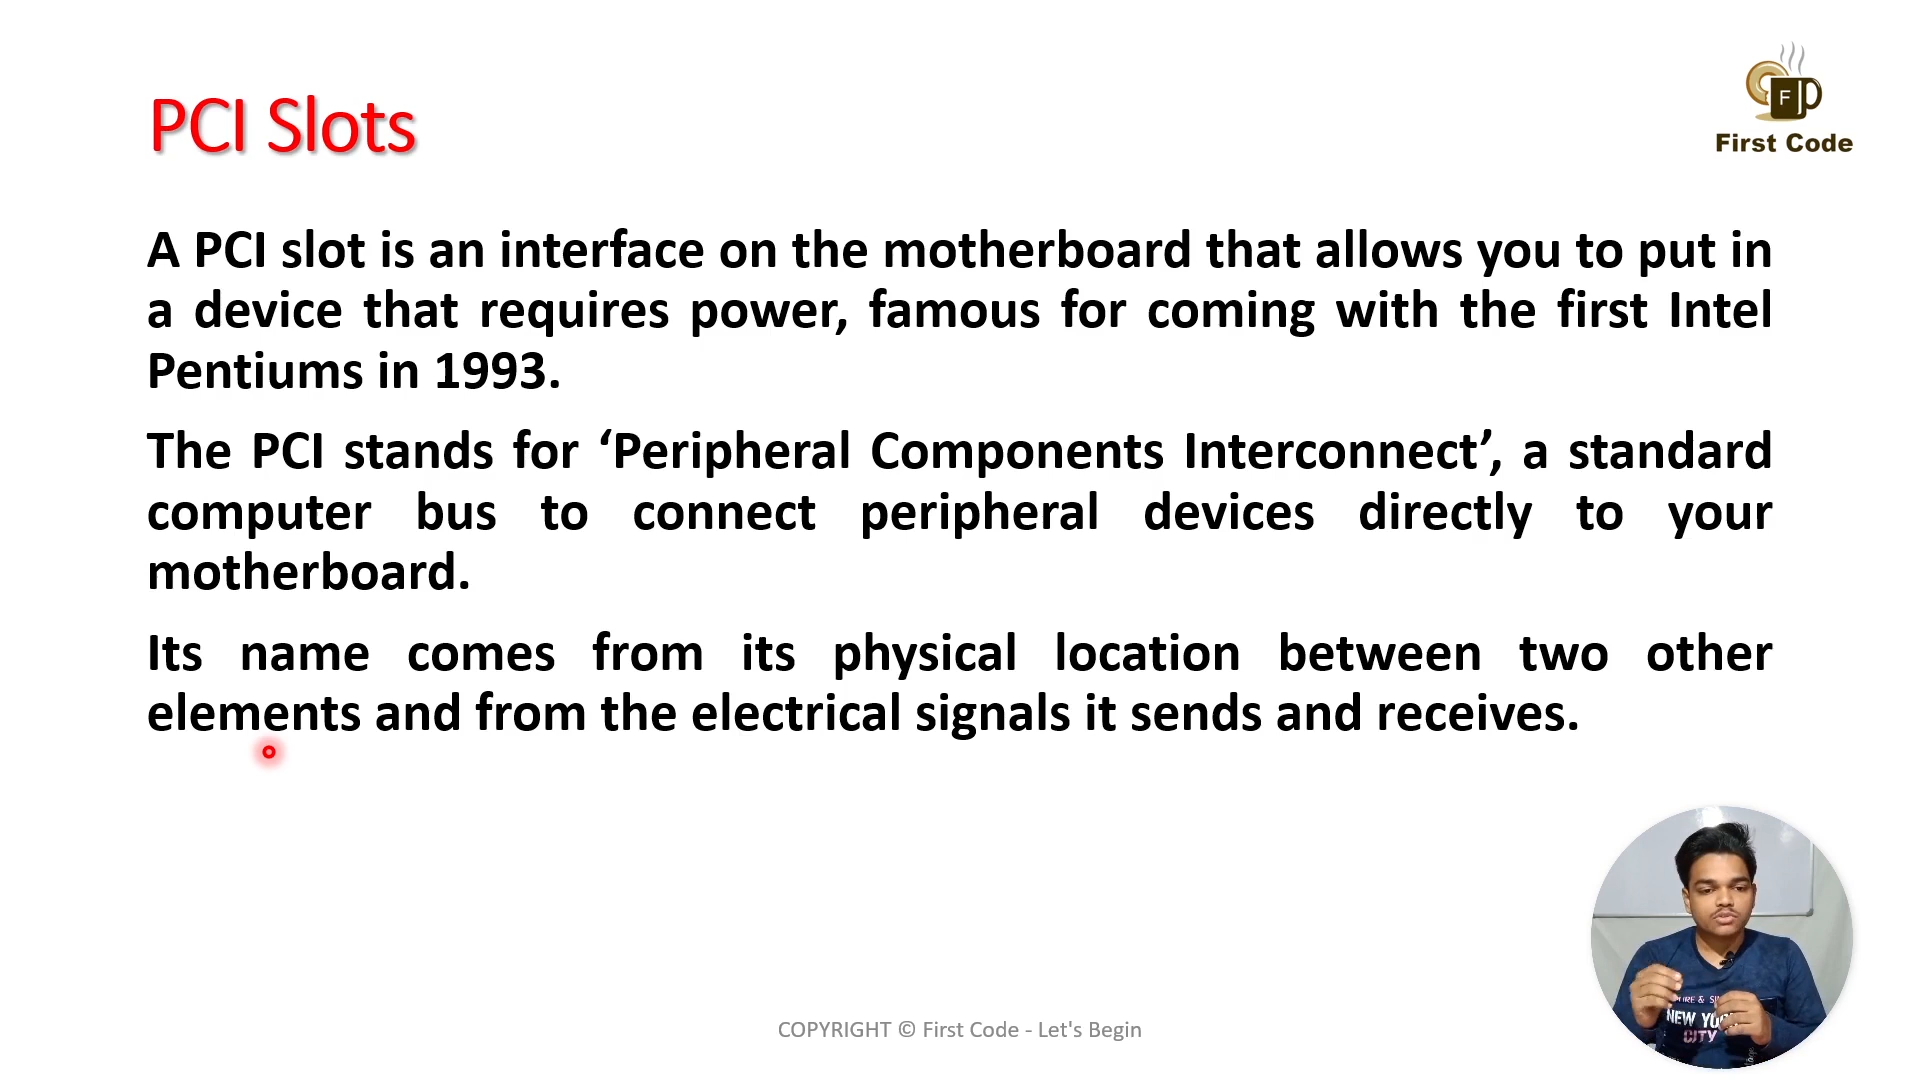 PCI Slots
F
First Code
A PCI slot is an interface on the motherboard that allows you to put in
a device that requires power, famous for coming with the first Intel
Pentiums in 1993.
The PCI stands for ‘Peripheral Components Interconnect’, a standard
computer bus to connect peripheral devices directly to your
motherboard.
Its name comes from its physical location between two other
elements and from the electrical signals it sends and receives.
NEW
CITY
COPYRIGHT © First Code - Let's Begin